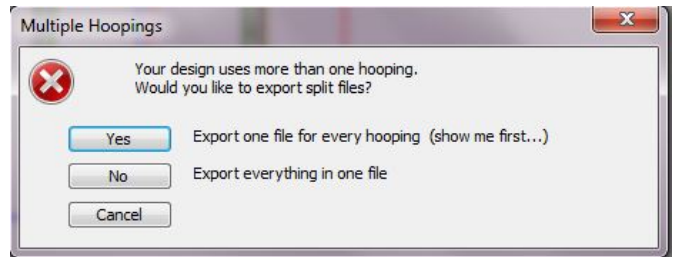 Multiple Hoopings
Your design uses more than one hooping.
Would you like to export split files?
Yes Export one file for every hooping (show me first...)
No Export everything in one file
Cancel